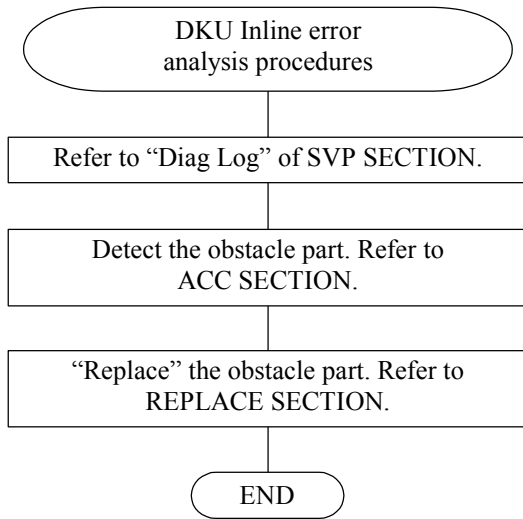 DKU Inline error
analysis procedures
Refer to “Diag Log” of SVP SECTION.
Detect the obstacle part. Refer to
ACC SECTION.
“Replace” the obstacle part. Refer to
REPLACE SECTION.
END